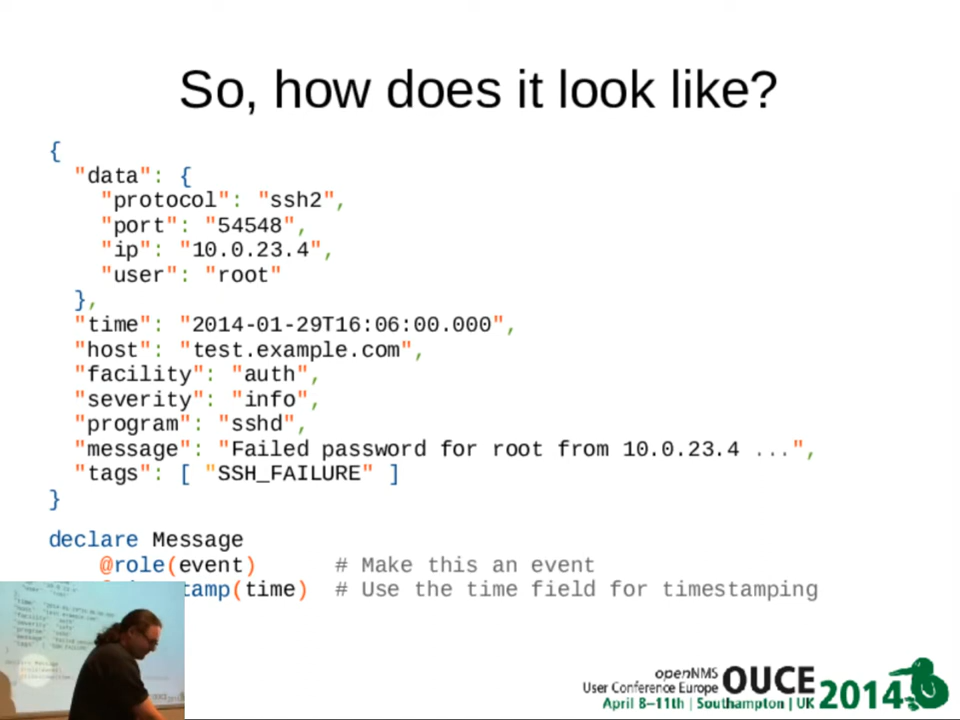 So, how does it look like?
{
"data": {
"protocol": "ssh2",
"port": "54548",
"ip": "10.0.23.4",
"user": "root"
},
"time": "2014-01-29T16:06:00.000",
"host": "test.example.com",
"facility": "auth",
"severity": "info",
"program": "sshd",
"message": "Failed password for root from 10.0.23.4 ...",
"tags": [ "SSH_FAILURE" ]
}
declare Message
@role(event) # Make this an event
tamp(time) # Use the time field for timestamping
openNMS
User Conference Europe OUCE 2014
April 8–11th | Southampton | UK